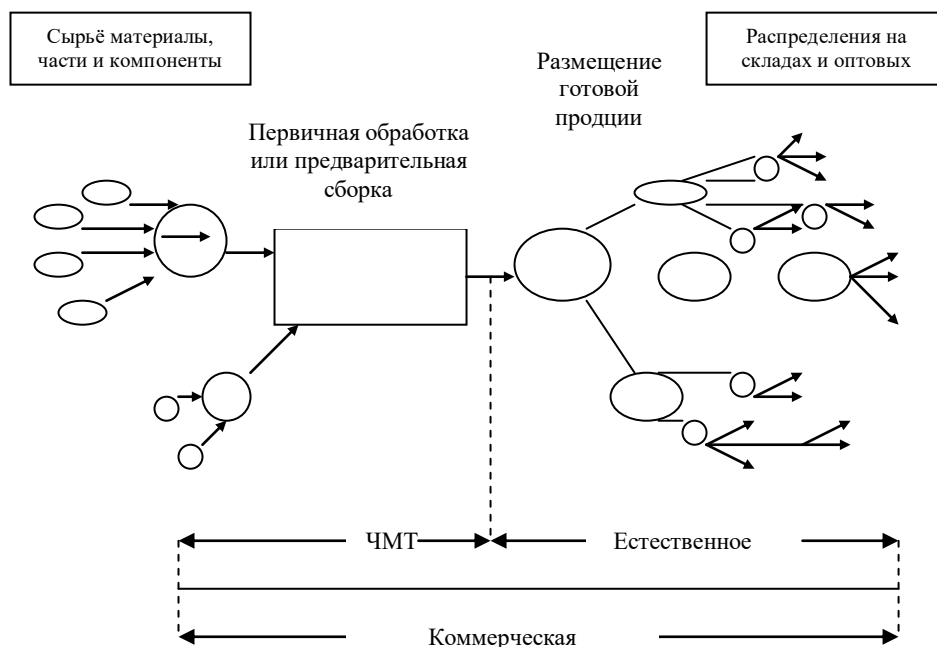 Сырьё материалы,
части и компоненты
Распределения на
складах и оптовых
Размещение
готовой
продции
Первичная обработка
или предварительная
сборка
ЧМТ
Естественное
Коммерческая